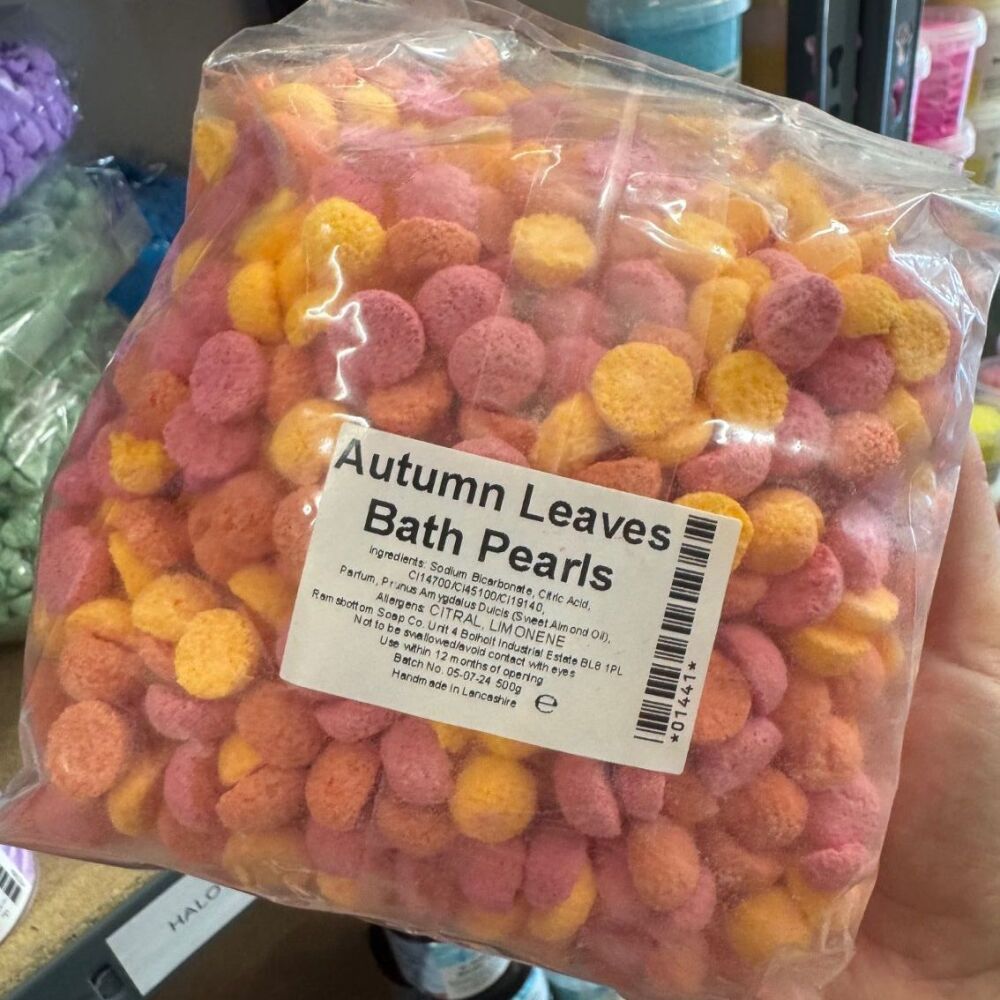 Autumn Leaves
Bath Pearls
Ingredients: Sodium Bicarbonate, Citric Acid,
CI14700/CI45100/CI19140,
Parfum, Prunus Amygdalus Dulcis (Sweet Almond Oil),
Allergens: CITRAL, LIMONENE
Ramsbottom Soap Co. Unit 4 Bolholt Industrial Estate BL8 1PL
Not to be swallowed/avoid contact with eyes
Use within 12 months of opening
Batch No. 05-07-24 500g
Handmade in Lancashire e
*01441*
HALO